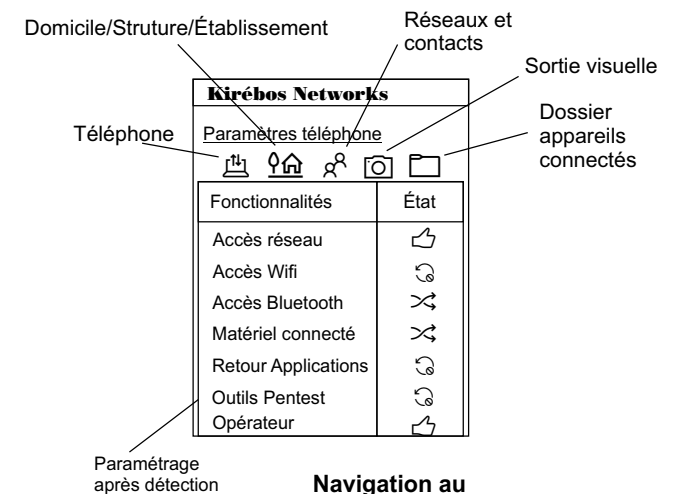 Domicile/Struture/Établissement
Réseaux et
contacts
Sortie visuelle
Kirébos Networks
Dossier
appareils
connectés
Téléphone
Paramètres téléphone
Fonctionnalités État
Accès réseau
Accès Wifi
Accès Bluetooth
Matériel connecté
Retour Applications
Outils Pentest
Opérateur
Paramétrage
après détection
Navigation au